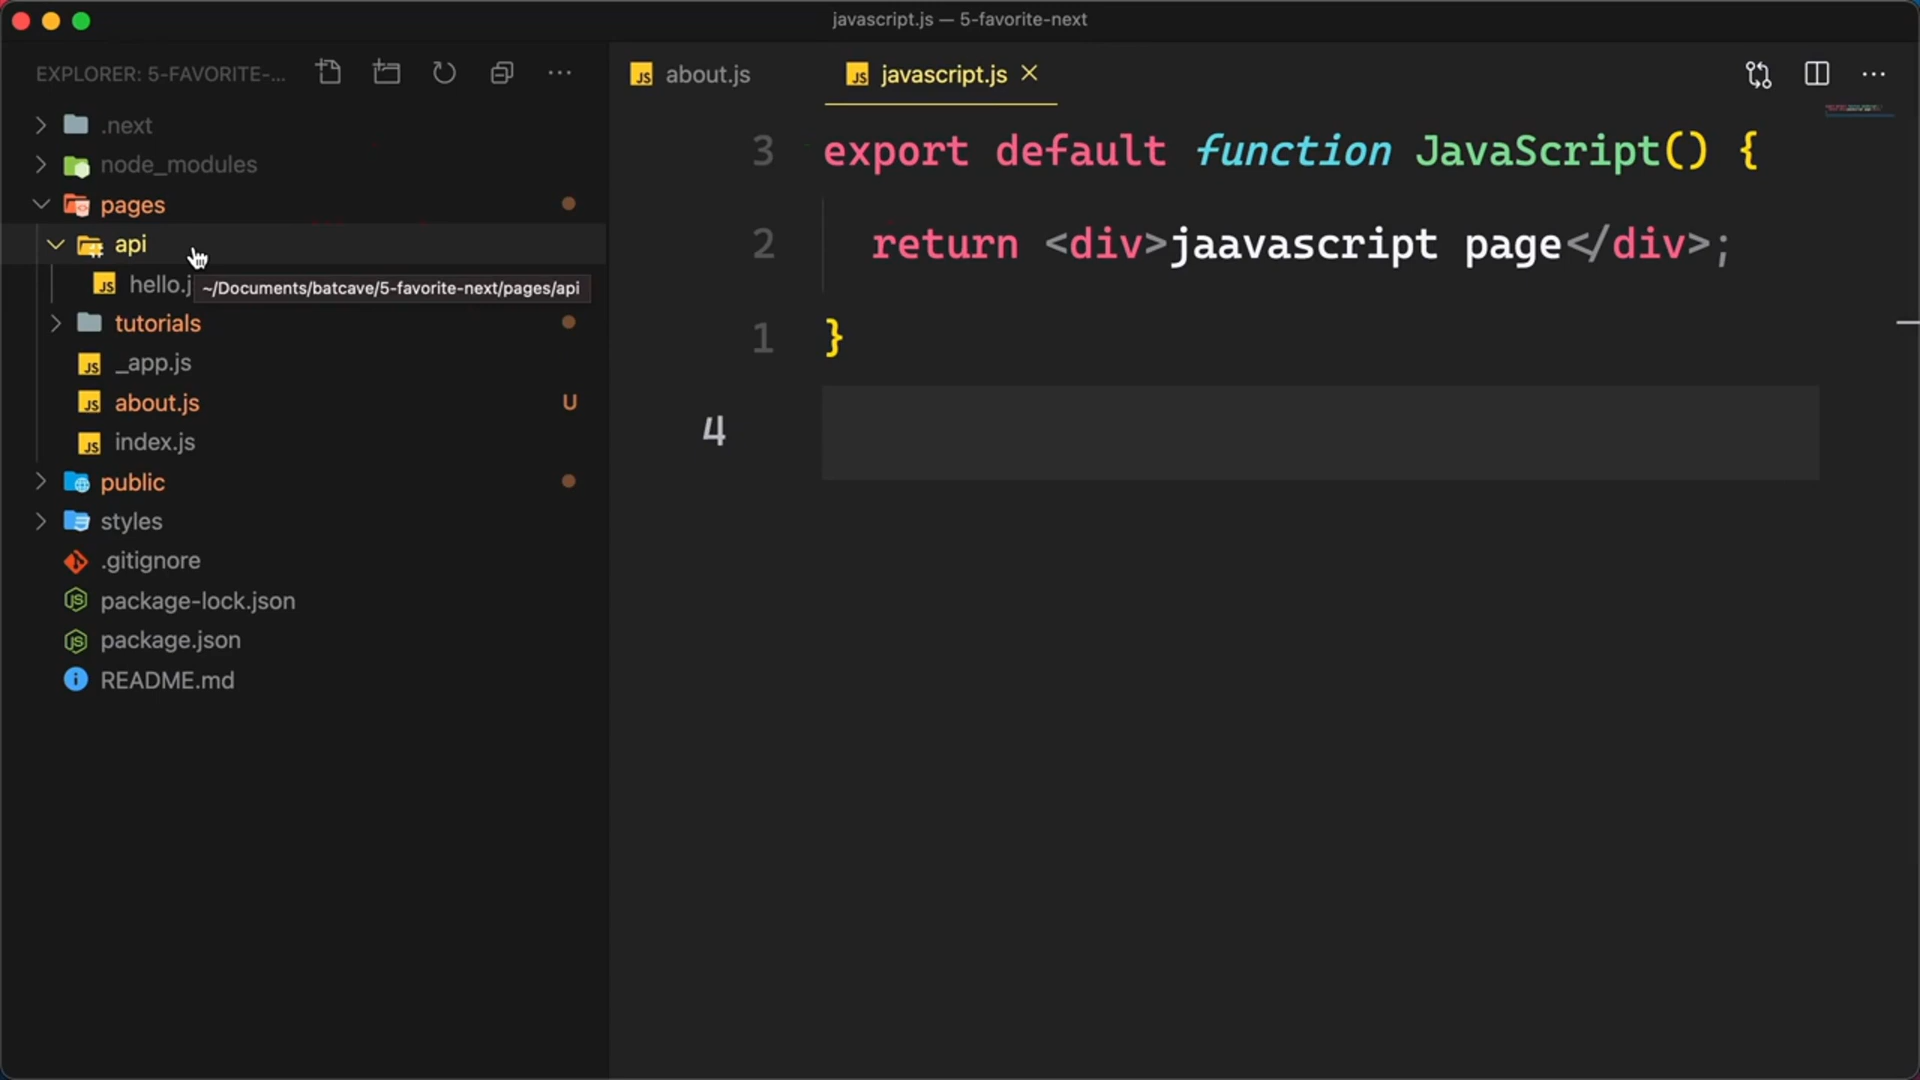 javascript.js — 5-favorite-next
EXPLORER: 5-FAVORITE-...
.next
node_modules
pages
api
hello.j
~/Documents/batcave/5-favorite-next/pages/api
tutorials
_app.js
about.js U
index.js
public
styles
.gitignore
package-lock.json
package.json
README.md
about.js javascript.js
3 export default function JavaScript() {
2 return <div>jaavascript page</div>;
1 }
4